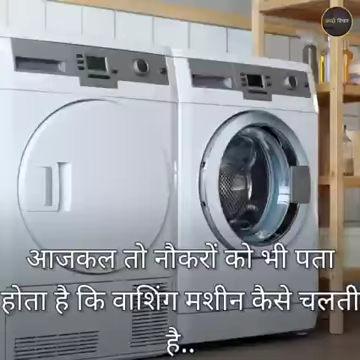 आजकल तो नौकरों को भी पता
होता है कि वाशिंग मशीन कैसे चलती
है..